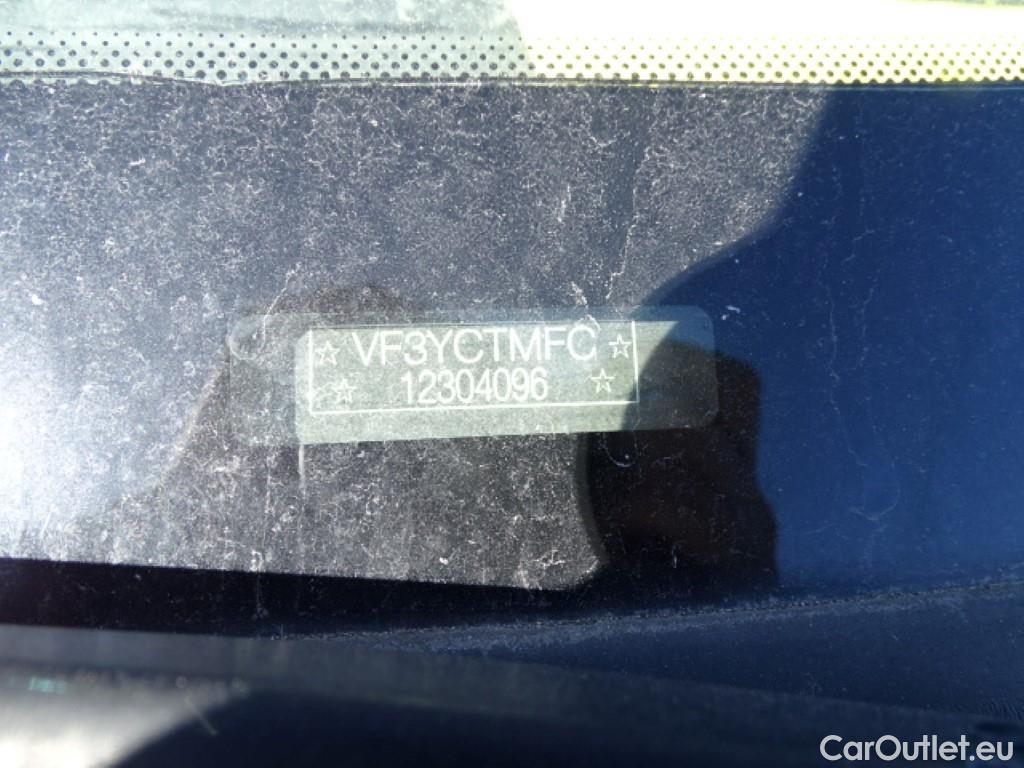 ☆ VF3YCTMFC ☆
☆ 12304096 ☆
CarOutlet.eu